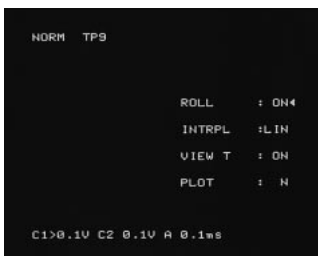 NORM TP9
ROLL : ON◄
INTRPL :LIN
VIEW T : ON
PLOT : N
C1>0.1V C2 0.1V A 0.1ms